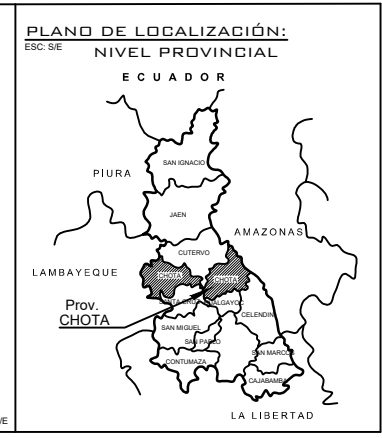 PLANO DE LOCALIZACIÓN:
ESC: S/E
NIVEL PROVINCIAL
ECUADOR
SAN IGNACIO
PIURA
JAEN
AMAZONAS
CUTERVO
LAMBAYEQUE
CHOTA
CHOTA
Prov.
CHOTA
CELENDIN
SAN MIGUEL
SAN PABLO
SAN MARCOS
CONTUMAZA
CAJABAMBA
LA LIBERTAD
/E